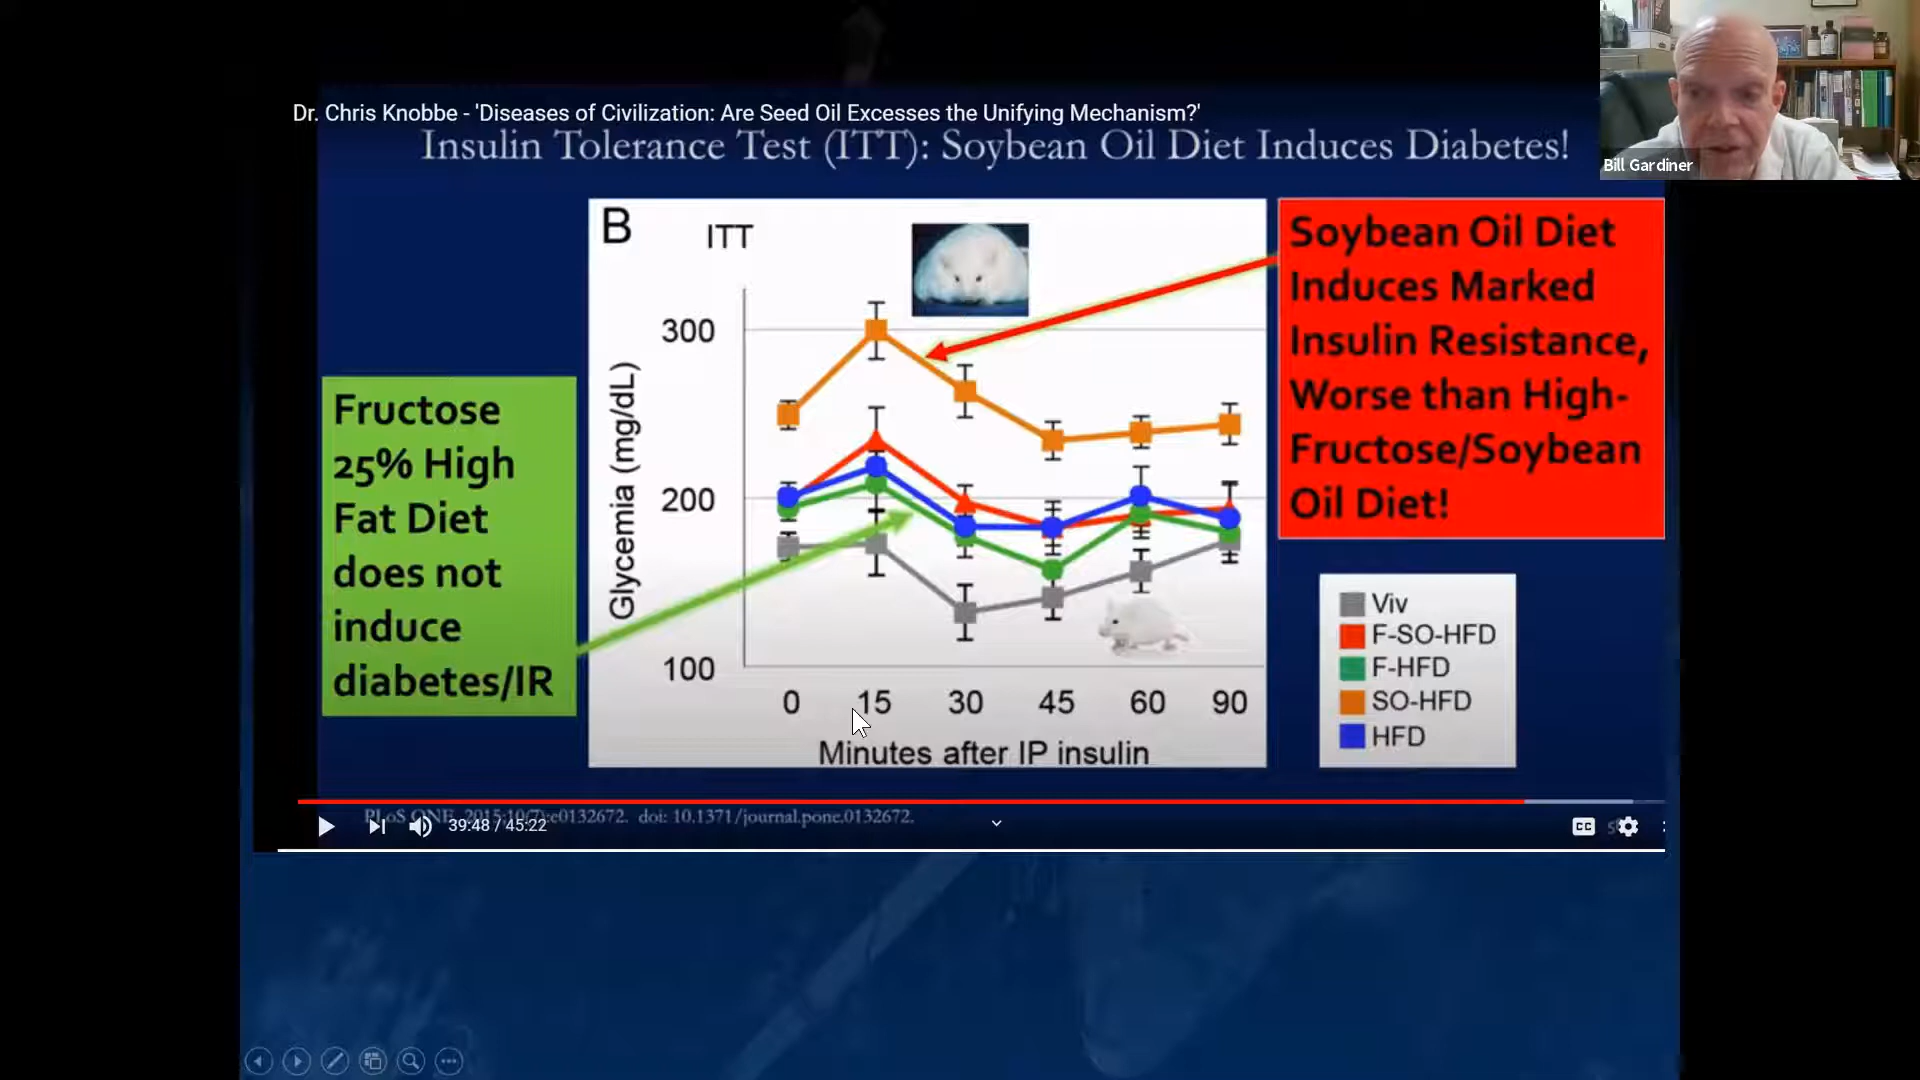 Dr. Chris Knobbe - 'Diseases of Civilization: Are Seed Oil Excesses the Unifying Mechanism?'
Insulin Tolerance Test (ITT): Soybean Oil Diet Induces Diabetes!
Bill Gardiner
B
ITT
300
200
100
Glycemia (mg/dL)
0 15 30 45 60 90
Minutes after IP insulin
Fructose
25% High
Fat Diet
does not
induce
diabetes/IR
Soybean Oil Diet
Induces Marked
Insulin Resistance,
Worse than High-
Fructose/Soybean
Oil Diet!
Viv
F-SO-HFD
F-HFD
SO-HFD
HFD
PLoS ONE 2015;10(7):e0132672. doi: 10.1371/journal.pone.0132672.
39:48 / 45:22
CC